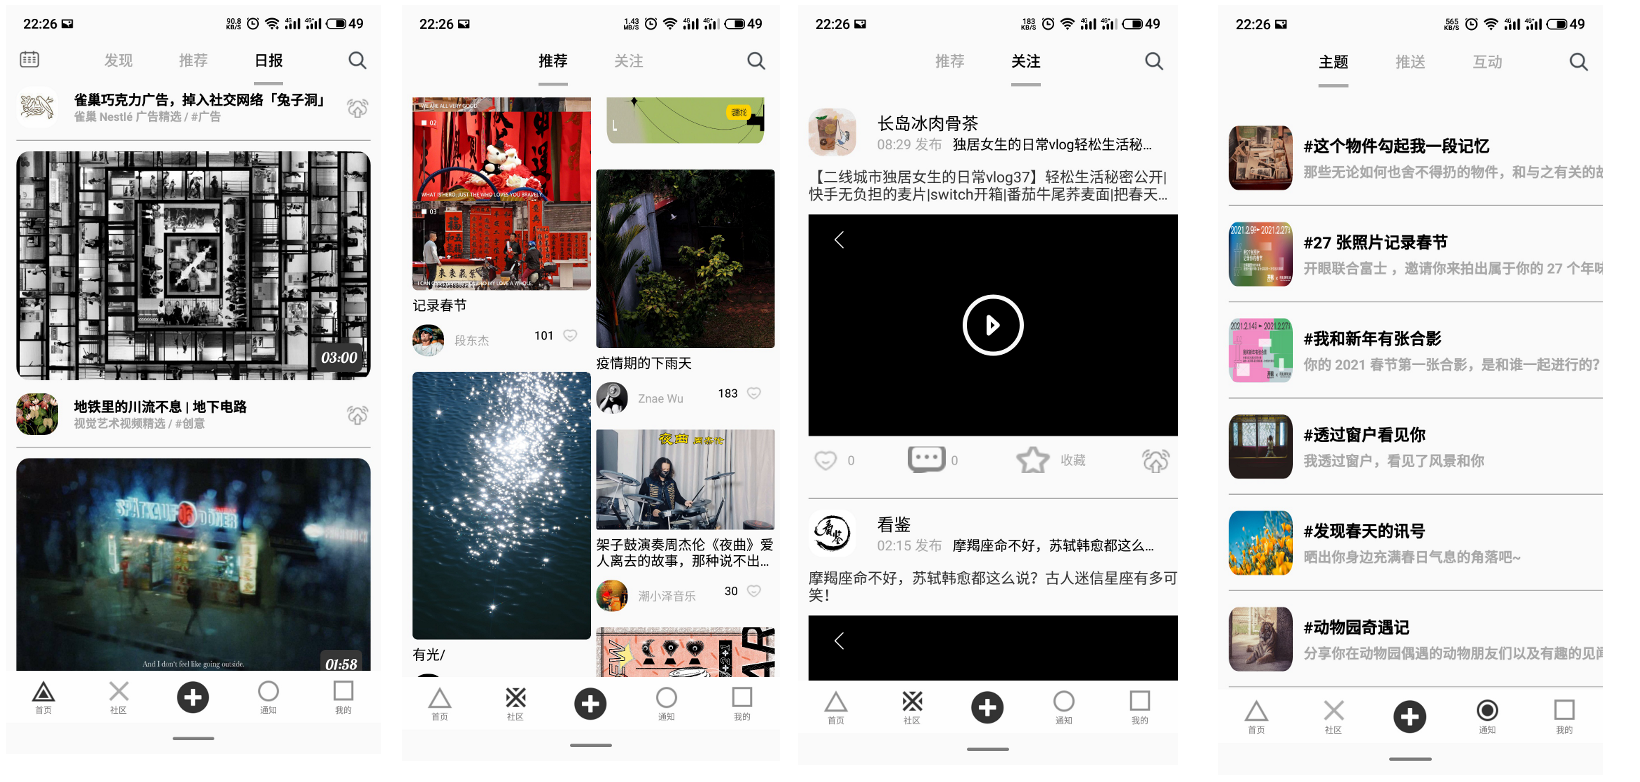 22:26
90.8
KB/S
49
发现
推荐
日报
雀巢巧克力广告，掉入社交网络「兔子洞」
雀巢 Nestlé 广告精选 / #广告
03:00
地铁里的川流不息 | 地下电路
视觉艺术视频精选 / #创意
SPÄTKAUF
DÖNER
And I don't feel like going outside.
01:58
首页
社区
通知
我的
22:26
1.43
MB/S
49
推荐
关注
WE ARE ALL VERY GOOD.
02
03
记录春节
段东杰
101
有光/
疫情期的下雨天
Znae Wu
183
夜曲
架子鼓演奏周杰伦《夜曲》爱
人离去的故事，那种说不出...
潮小泽音乐
30
首页
社区
通知
我的
22:26
183
KB/S
49
推荐
关注
长岛冰肉骨茶
08:29 发布
独居女生的日常vlog轻松生活秘...
【二线城市独居女生的日常vlog37】轻松生活秘密公开|
快手无负担的麦片|switch开箱|番茄牛尾荞麦面|把春天...
0
0
收藏
看鉴
看鉴
02:15 发布
摩羯座命不好，苏轼韩愈都这么...
摩羯座命不好，苏轼韩愈都这么说？古人迷信星座有多可
笑！
首页
社区
通知
我的
22:26
565
KB/S
49
主题
推送
互动
#这个物件勾起我一段记忆
那些无论如何也舍不得扔的物件，和与之有关的故
#27 张照片记录春节
开眼联合富士 ，邀请你来拍出属于你的 27 个年味
#我和新年有张合影
你的 2021 春节第一张合影，是和谁一起进行的？
#透过窗户看见你
我透过窗户，看见了风景和你
#发现春天的讯号
晒出你身边充满春日气息的角落吧~
#动物园奇遇记
分享你在动物园偶遇的动物朋友们以及有趣的见闻
首页
社区
通知
我的